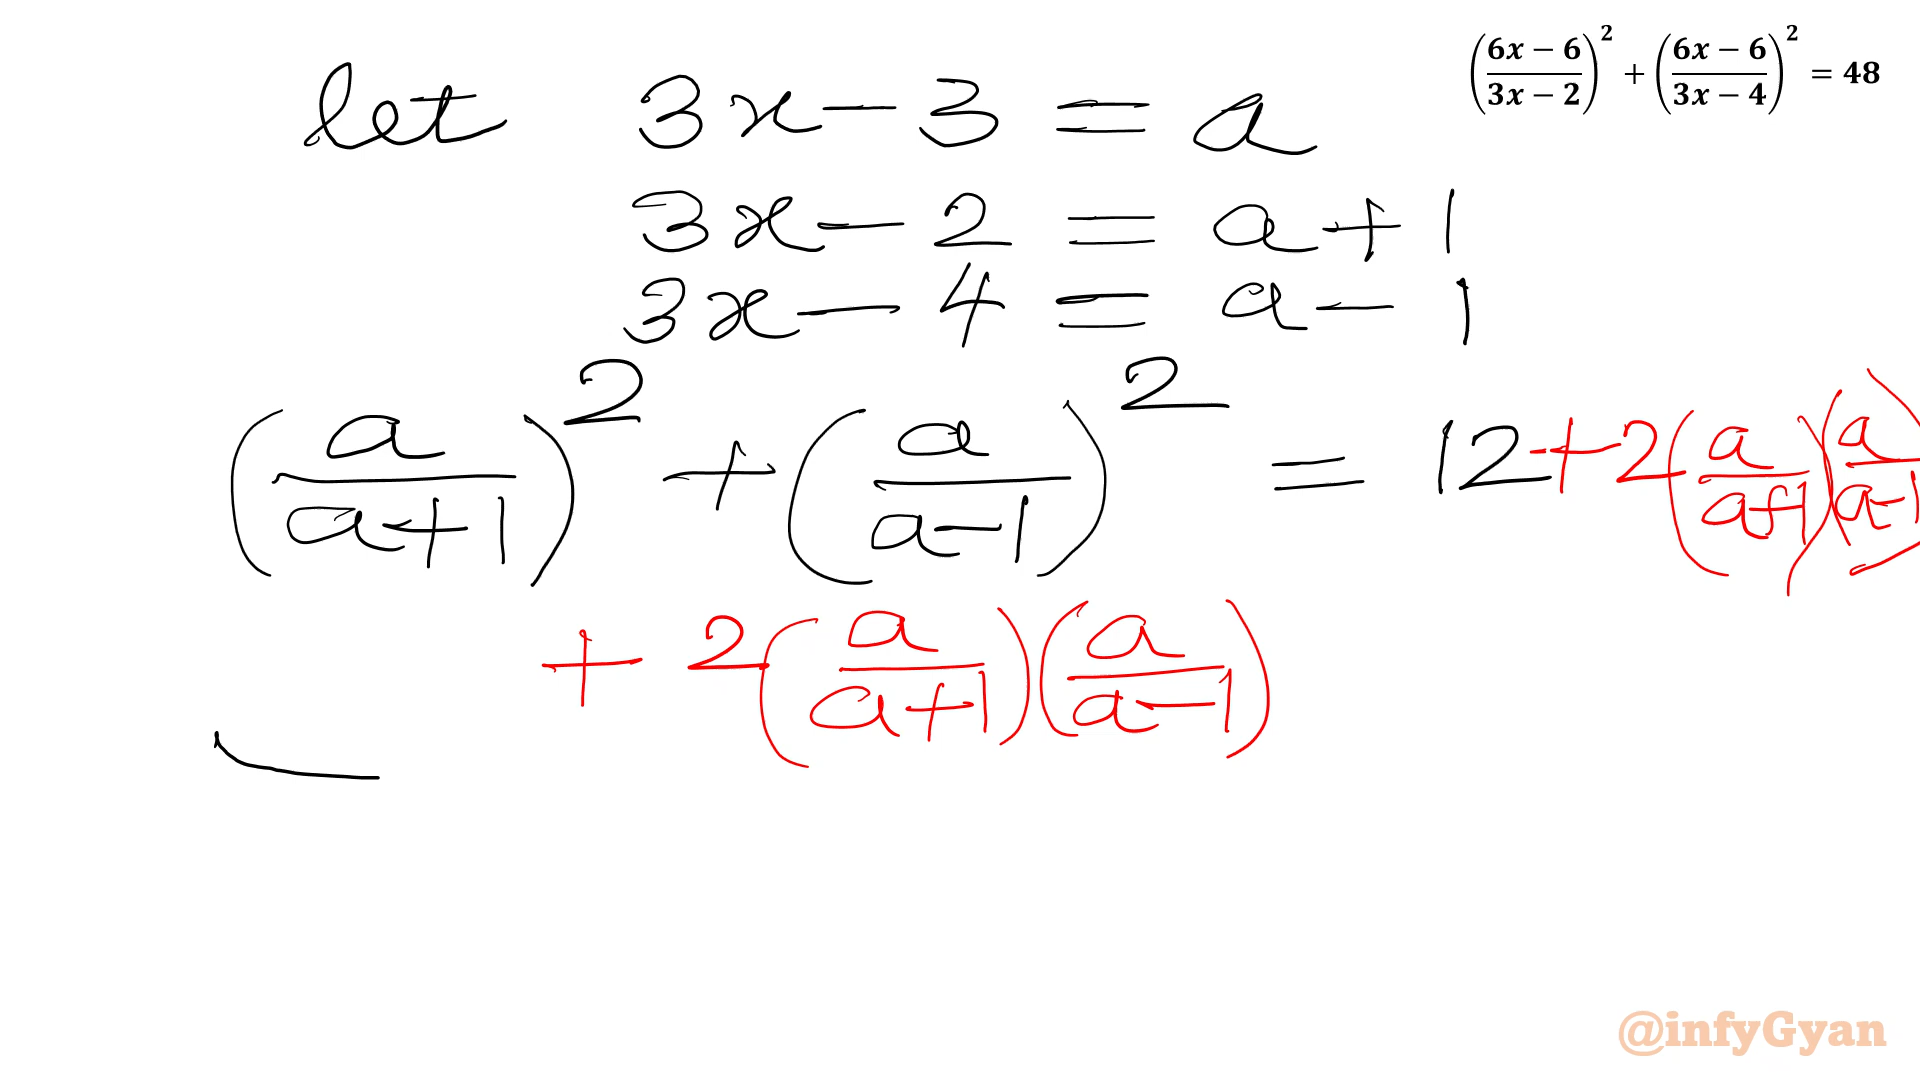 ((6x − 6)/(3x − 2))² + ((6x − 6)/(3x − 4))² = 48
let 3x − 3 = a
3x − 2 = a + 1
3x − 4 = a − 1
(a/(a+1))² + (a/(a−1))² = 12 + 2(a/(a+1))(a/(a−1))
+ 2(a/(a+1))(a/(a−1))
@infyGyan